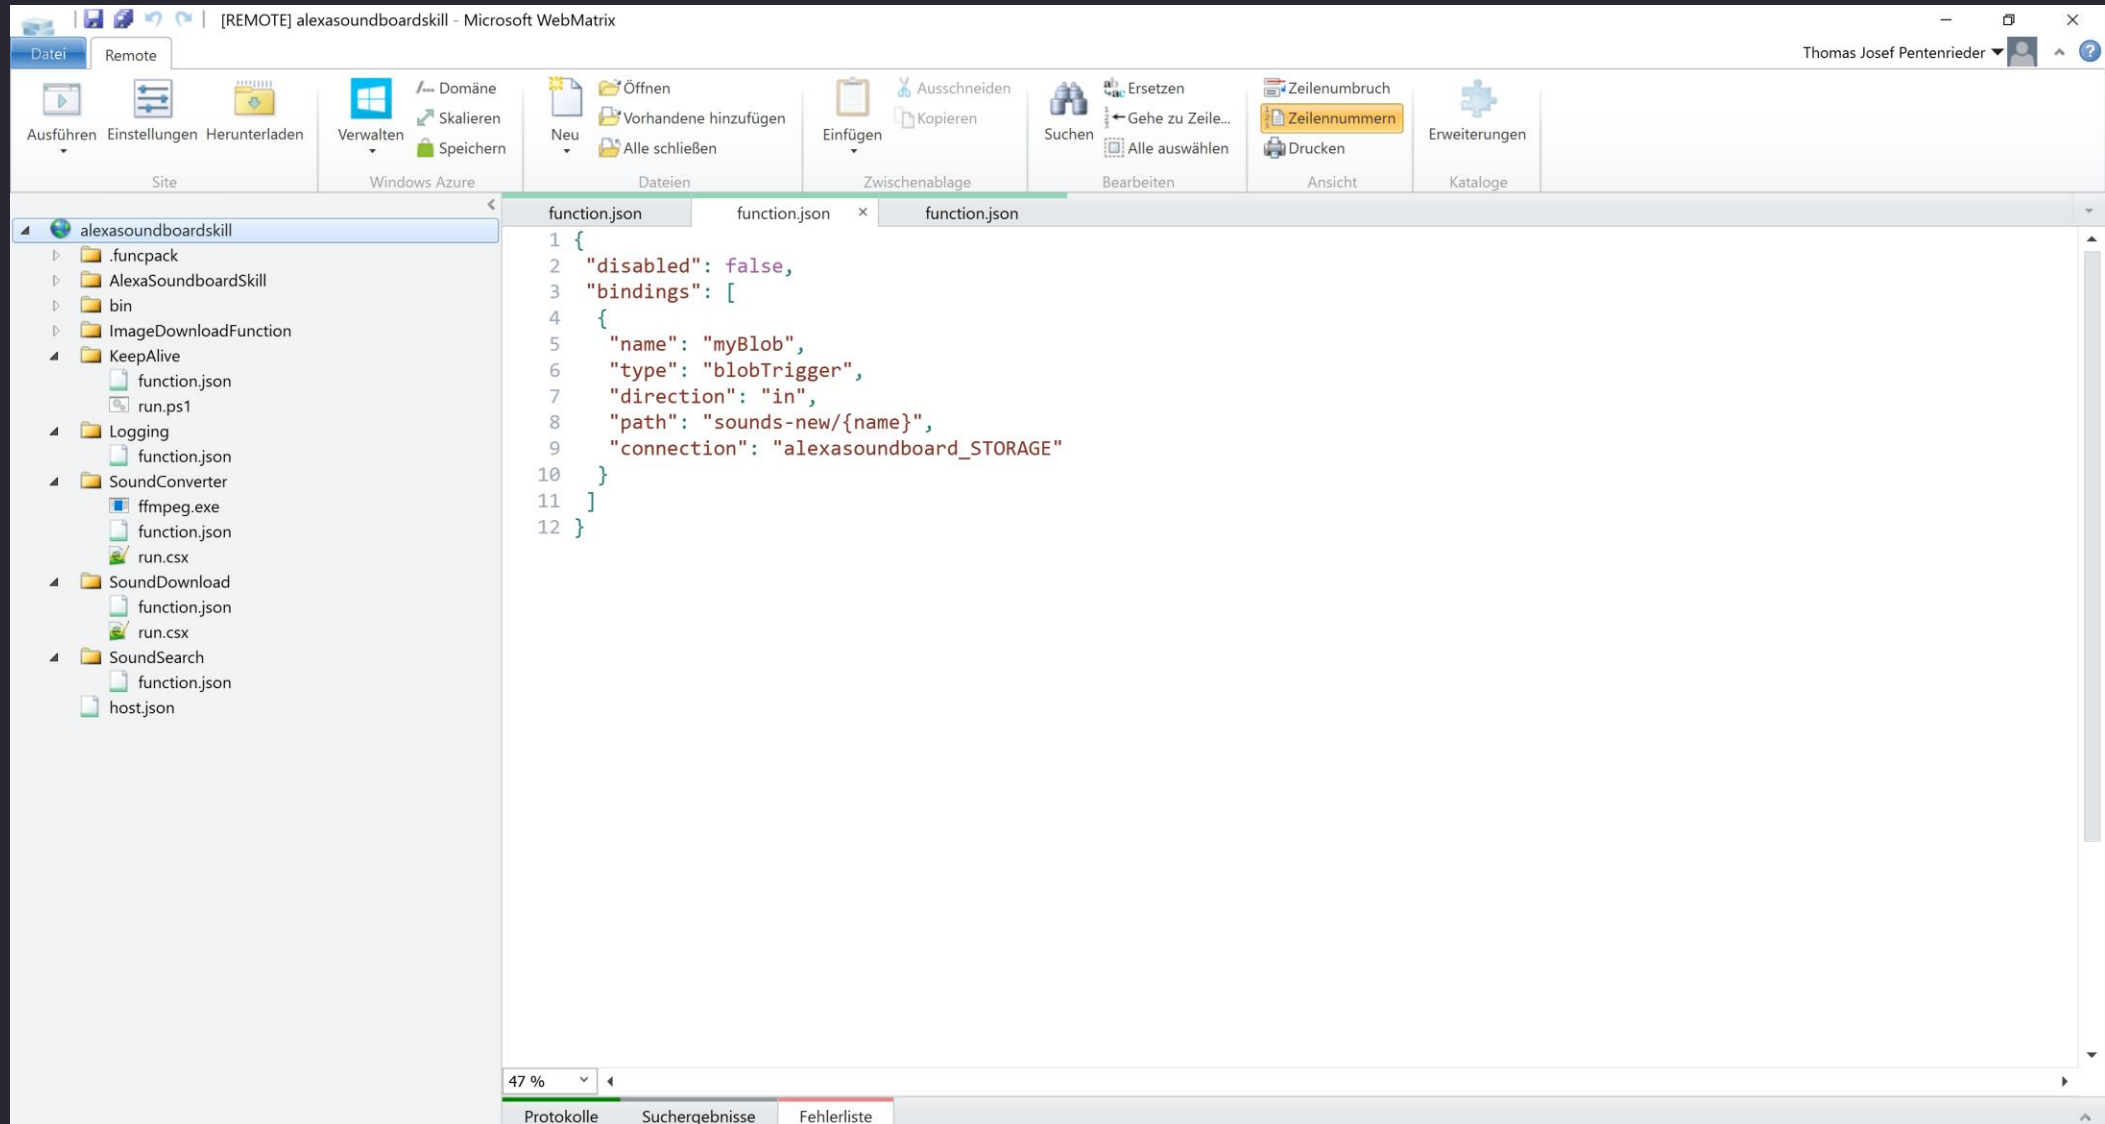 [REMOTE] alexasoundboardskill - Microsoft WebMatrix
Datei
Remote
Thomas Josef Pentenrieder
Ausführen
Einstellungen
Herunterladen
Site
Verwalten
Domäne
Skalieren
Speichern
Windows Azure
Neu
Öffnen
Vorhandene hinzufügen
Alle schließen
Dateien
Einfügen
Ausschneiden
Kopieren
Zwischenablage
Suchen
Ersetzen
Gehe zu Zeile...
Alle auswählen
Bearbeiten
Zeilenumbruch
Zeilennummern
Drucken
Ansicht
Erweiterungen
Kataloge
alexasoundboardskill
.funcpack
AlexaSoundboardSkill
bin
ImageDownloadFunction
KeepAlive
function.json
run.ps1
Logging
function.json
SoundConverter
ffmpeg.exe
function.json
run.csx
SoundDownload
function.json
run.csx
SoundSearch
function.json
host.json
function.json
function.json
function.json
1 {
2 "disabled": false,
3 "bindings": [
4 {
5 "name": "myBlob",
6 "type": "blobTrigger",
7 "direction": "in",
8 "path": "sounds-new/{name}",
9 "connection": "alexasoundboard_STORAGE"
10 }
11 ]
12 }
47 %
Protokolle
Suchergebnisse
Fehlerliste